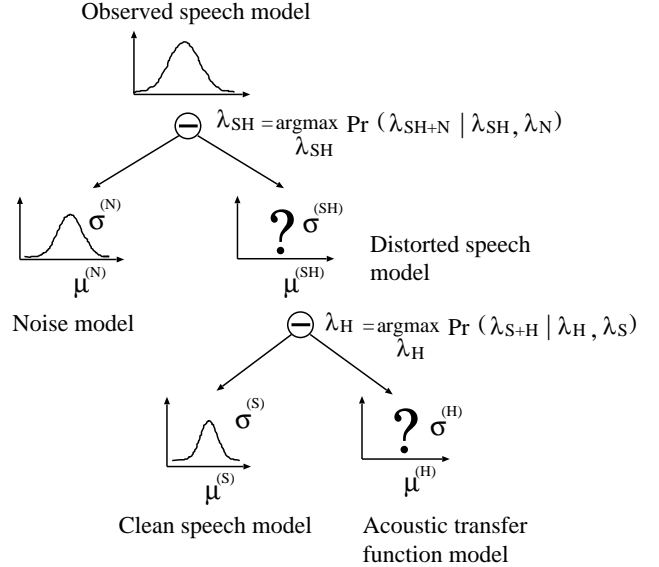 Observed speech model
− λSH = argmax Pr ( λSH+N | λSH , λN )
λSH
σ(N)
μ(N)
Noise model
? σ(SH)
μ(SH)
Distorted speech
model
− λH = argmax Pr ( λS+H | λH , λS )
λH
σ(S)
μ(S)
Clean speech model
? σ(H)
μ(H)
Acoustic transfer
function model